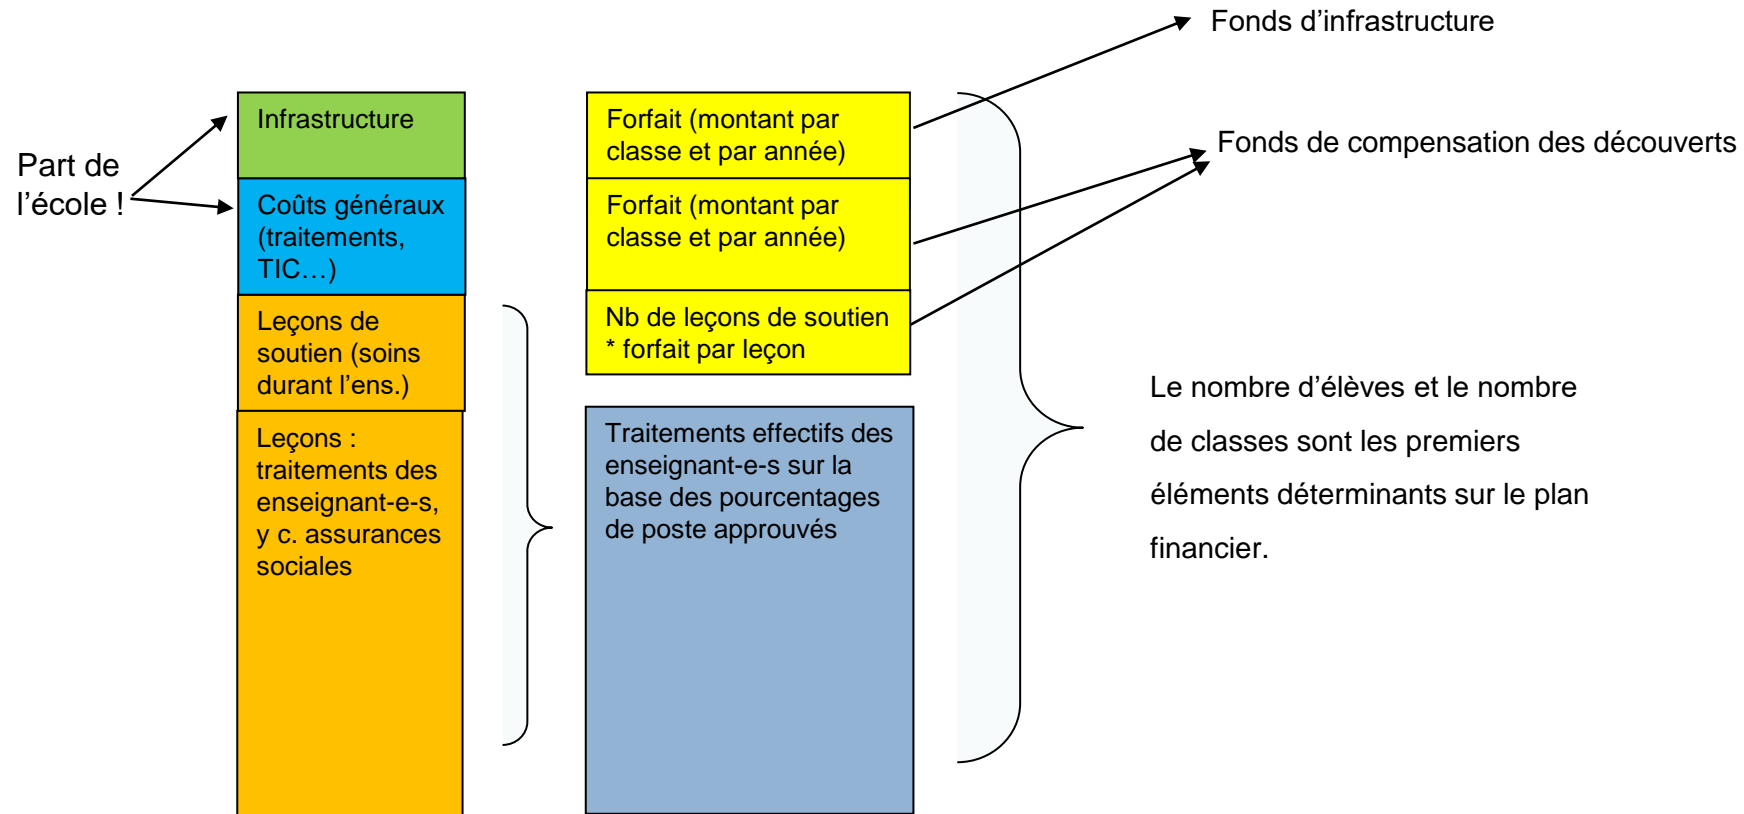 Fonds d’infrastructure
Part de
l’école !
Infrastructure
Coûts généraux
(traitements,
TIC…)
Leçons de
soutien (soins
durant l’ens.)
Leçons :
traitements des
enseignant-e-s,
y c. assurances
sociales
Forfait (montant par
classe et par année)
Forfait (montant par
classe et par année)
Nb de leçons de soutien
* forfait par leçon
Traitements effectifs des
enseignant-e-s sur la
base des pourcentages
de poste approuvés
Fonds de compensation des découverts
Le nombre d’élèves et le nombre
de classes sont les premiers
éléments déterminants sur le plan
financier.